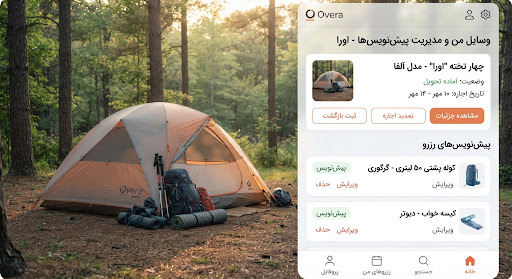 Overa
Overa
وسایل من و مدیریت پیش‌نویس‌ها - اورا
چهار تخته "اورا" - مدل آلفا
وضعیت: آماده تحویل
تاریخ اجاره: ۱۰ مهر - ۱۴ مهر
مشاهده جزئیات
تمدید اجاره
ثبت بازگشت
پیش‌نویس‌های رزرو
کوله پشتی ۵۰ لیتری - گرگوری
پیش‌نویس
ویرایش
ویرایش
حذف
کیسه خواب - دیوتر
پیش‌نویس
ویرایش
ویرایش
حذف
خانه
جستجو
رزروهای من
پروفایل